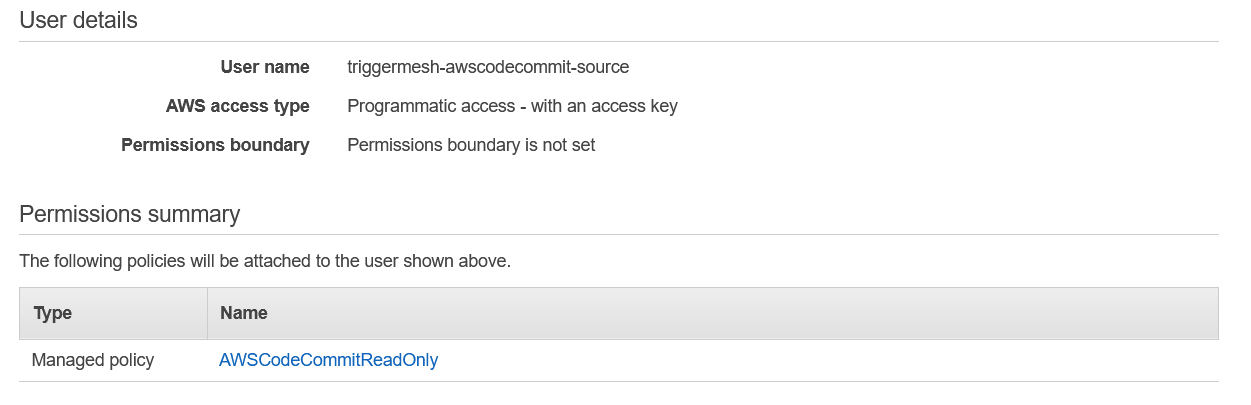 User details
User name triggermesh-awscodecommit-source
AWS access type Programmatic access - with an access key
Permissions boundary Permissions boundary is not set
Permissions summary
The following policies will be attached to the user shown above.
Type Name
Managed policy AWSCodeCommitReadOnly